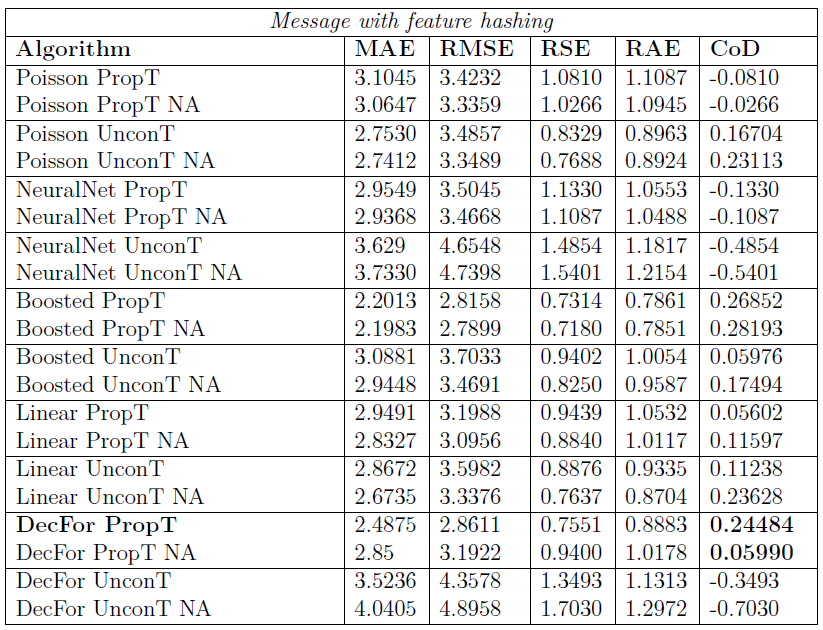 Message with feature hashing
Algorithm MAE RMSE RSE RAE CoD
Poisson PropT 3.1045 3.4232 1.0810 1.1087 -0.0810
Poisson PropT NA 3.0647 3.3359 1.0266 1.0945 -0.0266
Poisson UnconT 2.7530 3.4857 0.8329 0.8963 0.16704
Poisson UnconT NA 2.7412 3.3489 0.7688 0.8924 0.23113
NeuralNet PropT 2.9549 3.5045 1.1330 1.0553 -0.1330
NeuralNet PropT NA 2.9368 3.4668 1.1087 1.0488 -0.1087
NeuralNet UnconT 3.629 4.6548 1.4854 1.1817 -0.4854
NeuralNet UnconT NA 3.7330 4.7398 1.5401 1.2154 -0.5401
Boosted PropT 2.2013 2.8158 0.7314 0.7861 0.26852
Boosted PropT NA 2.1983 2.7899 0.7180 0.7851 0.28193
Boosted UnconT 3.0881 3.7033 0.9402 1.0054 0.05976
Boosted UnconT NA 2.9448 3.4691 0.8250 0.9587 0.17494
Linear PropT 2.9491 3.1988 0.9439 1.0532 0.05602
Linear PropT NA 2.8327 3.0956 0.8840 1.0117 0.11597
Linear UnconT 2.8672 3.5982 0.8876 0.9335 0.11238
Linear UnconT NA 2.6735 3.3376 0.7637 0.8704 0.23628
DecFor PropT 2.4875 2.8611 0.7551 0.8883 0.24484
DecFor PropT NA 2.85 3.1922 0.9400 1.0178 0.05990
DecFor UnconT 3.5236 4.3578 1.3493 1.1313 -0.3493
DecFor UnconT NA 4.0405 4.8958 1.7030 1.2972 -0.7030